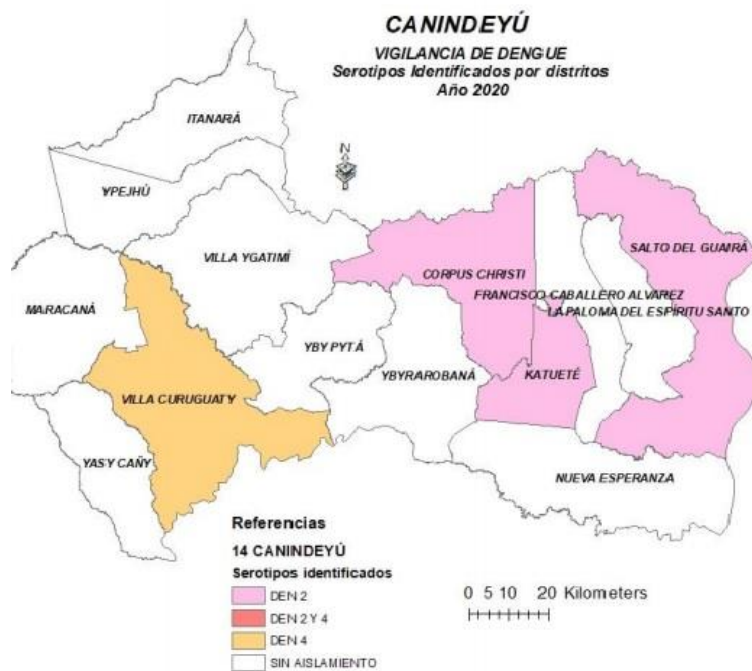 CANINDEYÚ
VIGILANCIA DE DENGUE
Serotipos Identificados por distritos
Año 2020
N
ITANARÁ
YPEJHÚ
VILLA YGATIMÍ
SALTO DEL GUAIRÁ
CORPUS CHRISTI
FRANCISCO CABALLERO ALVAREZ
LA PALOMA DEL ESPÍRITU SANTO
MARACANÁ
YBY PYTÁ
YBYRAROBANÁ
KATUETÉ
VILLA CURUGUATY
YASY CAÑY
NUEVA ESPERANZA
Referencias
14 CANINDEYÚ
Serotipos identificados
DEN 2
DEN 2 Y 4
DEN 4
SIN AISLAMIENTO
0 5 10 20 Kilometers